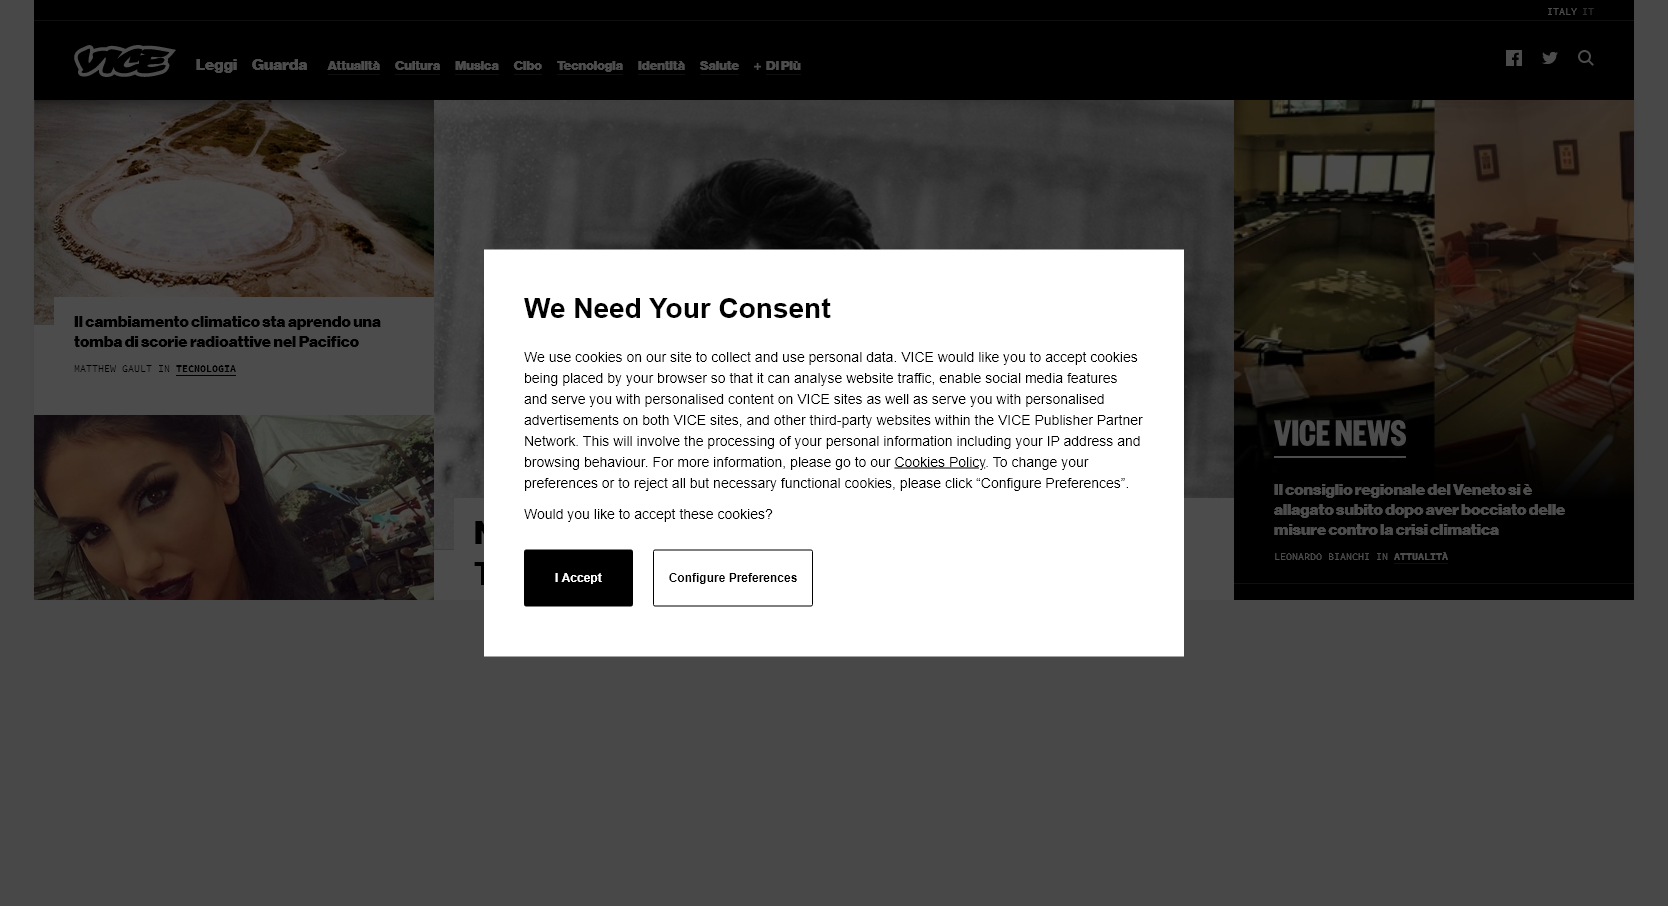 ITALY IT
VICE
Leggi Guarda Attualità Cultura Musica Cibo Tecnologia Identità Salute + Di Più
Il cambiamento climatico sta aprendo una
tomba di scorie radioattive nel Pacifico
MATTHEW GAULT IN TECNOLOGIA
We Need Your Consent
We use cookies on our site to collect and use personal data. VICE would like you to accept cookies
being placed by your browser so that it can analyse website traffic, enable social media features
and serve you with personalised content on VICE sites as well as serve you with personalised
advertisements on both VICE sites, and other third-party websites within the VICE Publisher Partner
Network. This will involve the processing of your personal information including your IP address and
browsing behaviour. For more information, please go to our Cookies Policy. To change your
preferences or to reject all but necessary functional cookies, please click “Configure Preferences”.
Would you like to accept these cookies?
I Accept
Configure Preferences
VICE NEWS
Il consiglio regionale del Veneto si è
allagato subito dopo aver bocciato delle
misure contro la crisi climatica
LEONARDO BIANCHI IN ATTUALITÀ